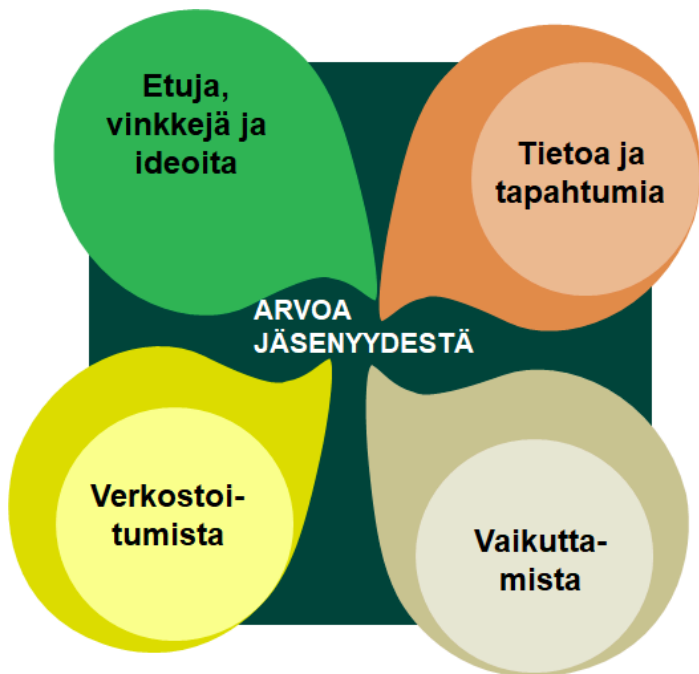 Etuja,
vinkkejä ja
ideoita
Tietoa ja
tapahtumia
ARVOA
JÄSENYYDESTÄ
Verkostoi-
tumista
Vaikutta-
mista